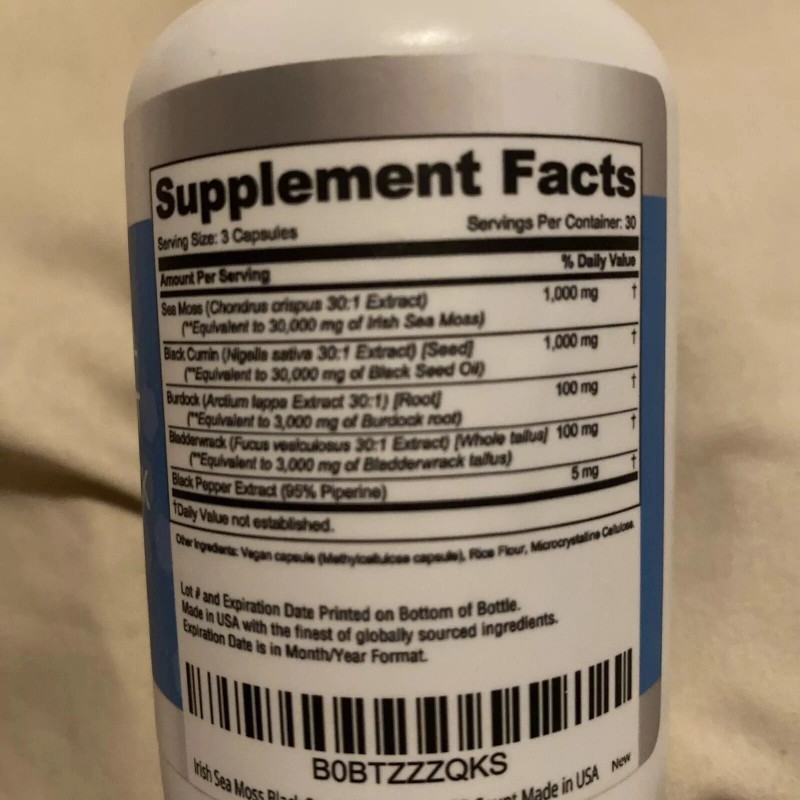 Supplement Facts
Serving Size: 3 Capsules Servings Per Container: 30
Amount Per Serving % Daily Value
Sea Moss (Chondrus crispus 30:1 Extract) 1,000 mg †
(**Equivalent to 30,000 mg of Irish Sea Moss)
Black Cumin (Nigella sativa 30:1 Extract) [Seed] 1,000 mg †
(**Equivalent to 30,000 mg of Black Seed Oil)
Burdock (Arctium lappa Extract 30:1) [Root] 100 mg †
(**Equivalent to 3,000 mg of Burdock root)
Bladderwrack (Fucus vesiculosus 30:1 Extract) [Whole tallus] 100 mg †
(**Equivalent to 3,000 mg of Bladderwrack tallus)
Black Pepper Extract (95% Piperine) 5 mg †
†Daily Value not established.
Other Ingredients: Vegan capsule (Methylcellulose capsule), Rice Flour, Microcrystalline Cellulose.
Lot # and Expiration Date Printed on Bottom of Bottle.
Made in USA with the finest of globally sourced ingredients.
Expiration Date is in Month/Year Format.
B0BTZZZQKS
Irish Sea Moss Made in USA New
K